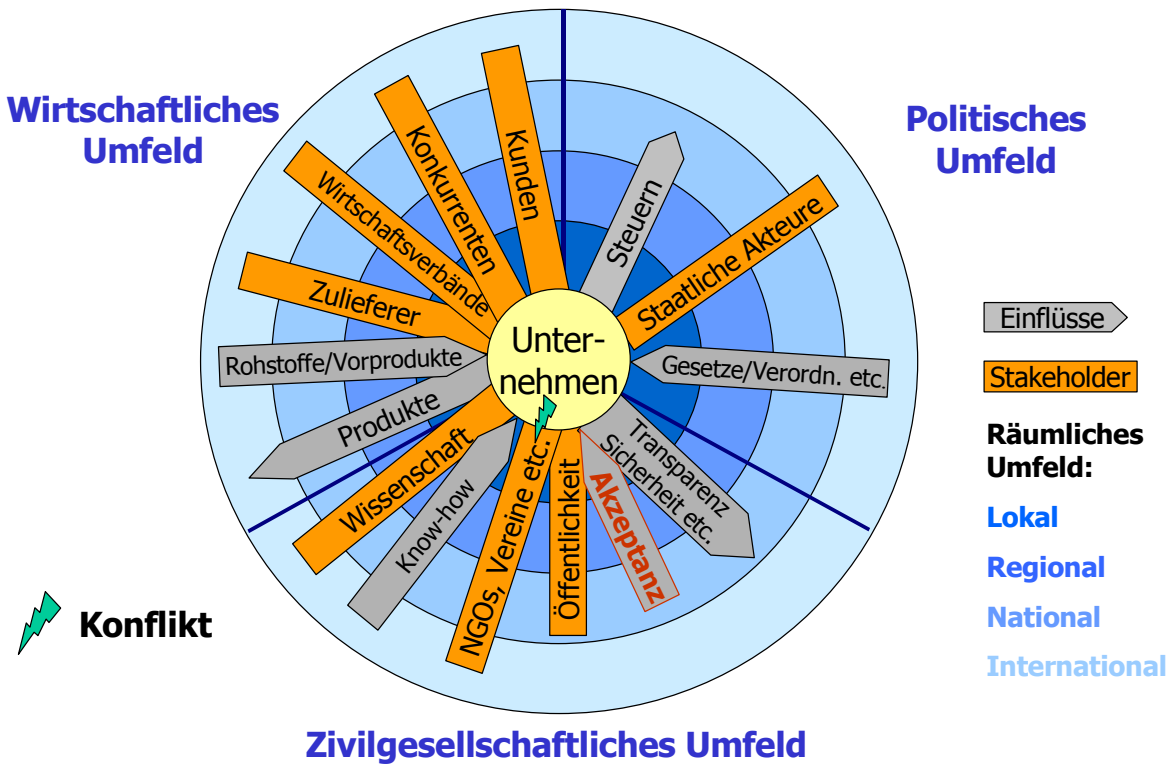 Wirtschaftliches
Umfeld
Politisches
Umfeld
Kunden
Konkurrenten
Wirtschaftsverbände
Zulieferer
Rohstoffe/Vorprodukte
Produkte
Wissenschaft
Know-how
NGOs, Vereine etc.
Öffentlichkeit
Akzeptanz
Transparenz
Sicherheit etc.
Gesetze/Verordn. etc.
Staatliche Akteure
Steuern
Unter-
nehmen
Einflüsse
Stakeholder
Räumliches
Umfeld:
Lokal
Regional
National
International
Konflikt
Zivilgesellschaftliches Umfeld